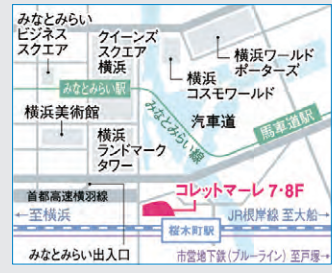 みなとみらい
ビジネス
スクエア
クイーンズ
スクエア
横浜
横浜ワールド
ポーターズ
みなとみらい駅
横浜
コスモワールド
横浜美術館
みなとみらい線
汽車道
馬車道駅
横浜
ランドマーク
タワー
首都高速横羽線
コレットマーレ 7・8F
←至横浜
JR根岸線 至大船→
桜木町駅
みなとみらい出入口
市営地下鉄(ブルーライン) 至戸塚→